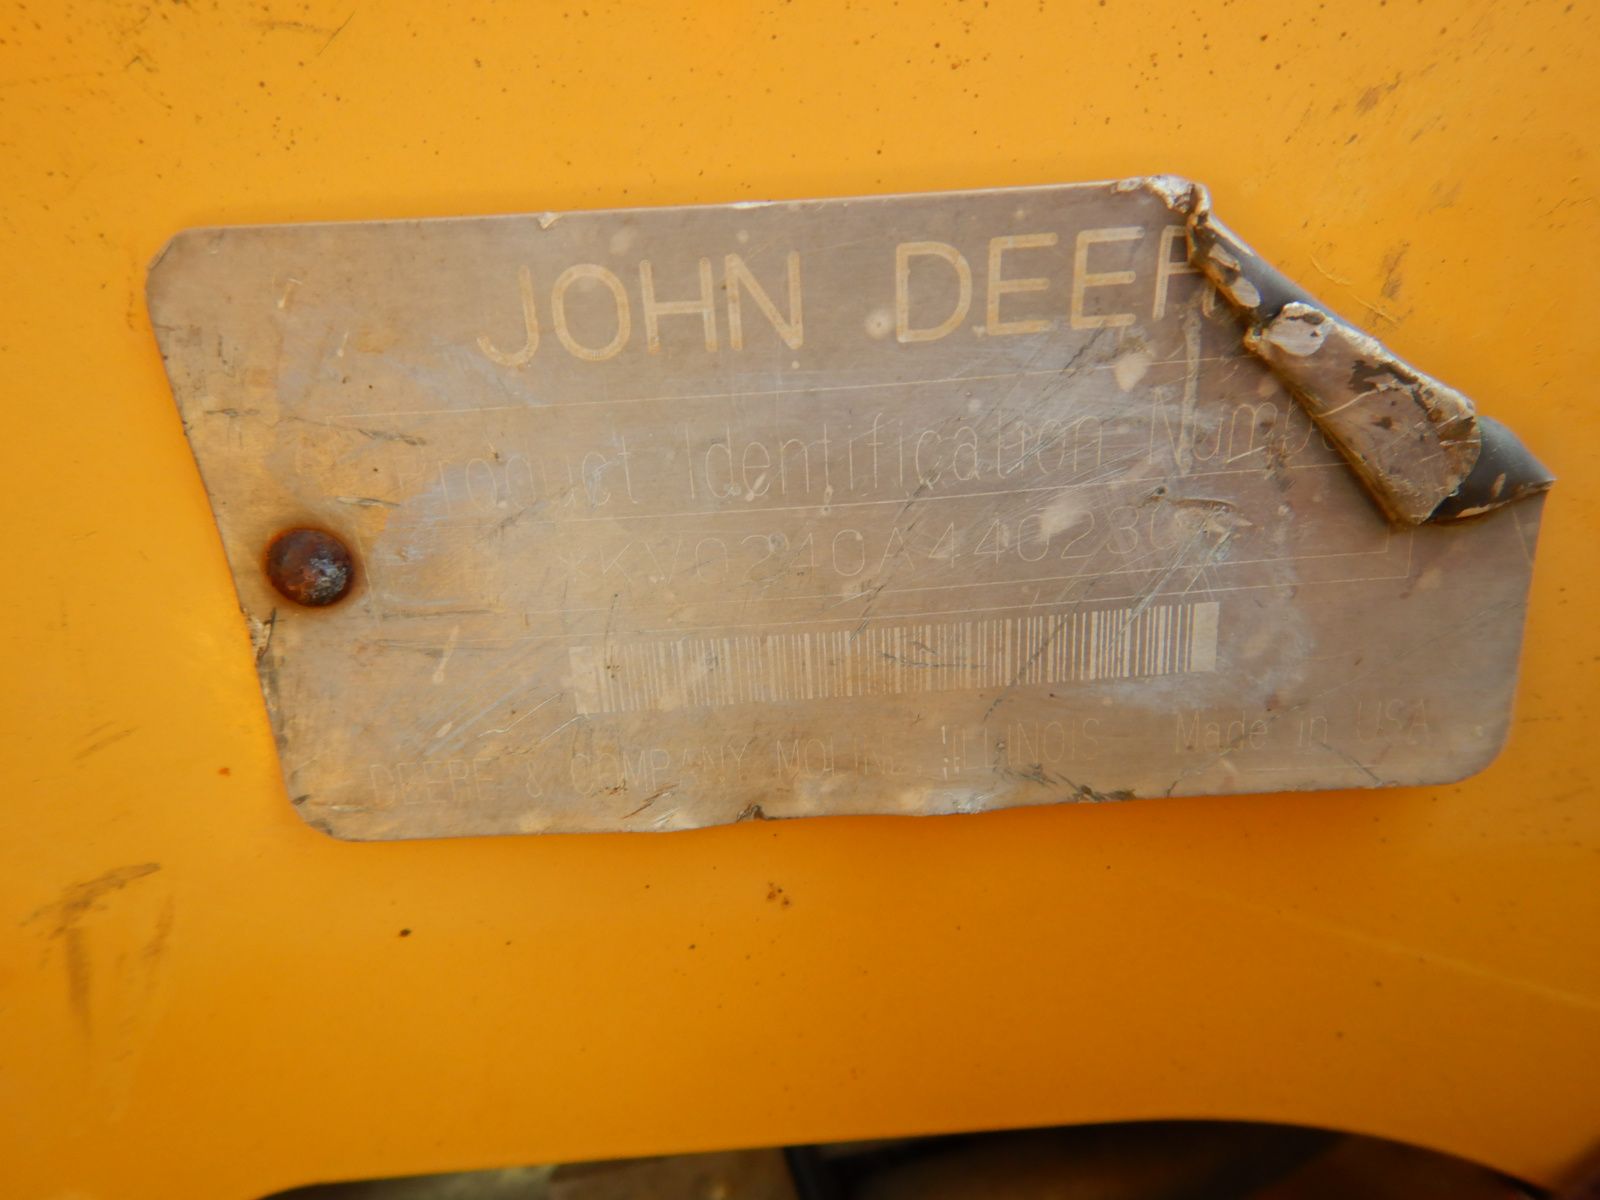 JOHN DEER
Product Identification Numb
DEERE & COMPANY MOLINE, ILLINOIS Made in USA